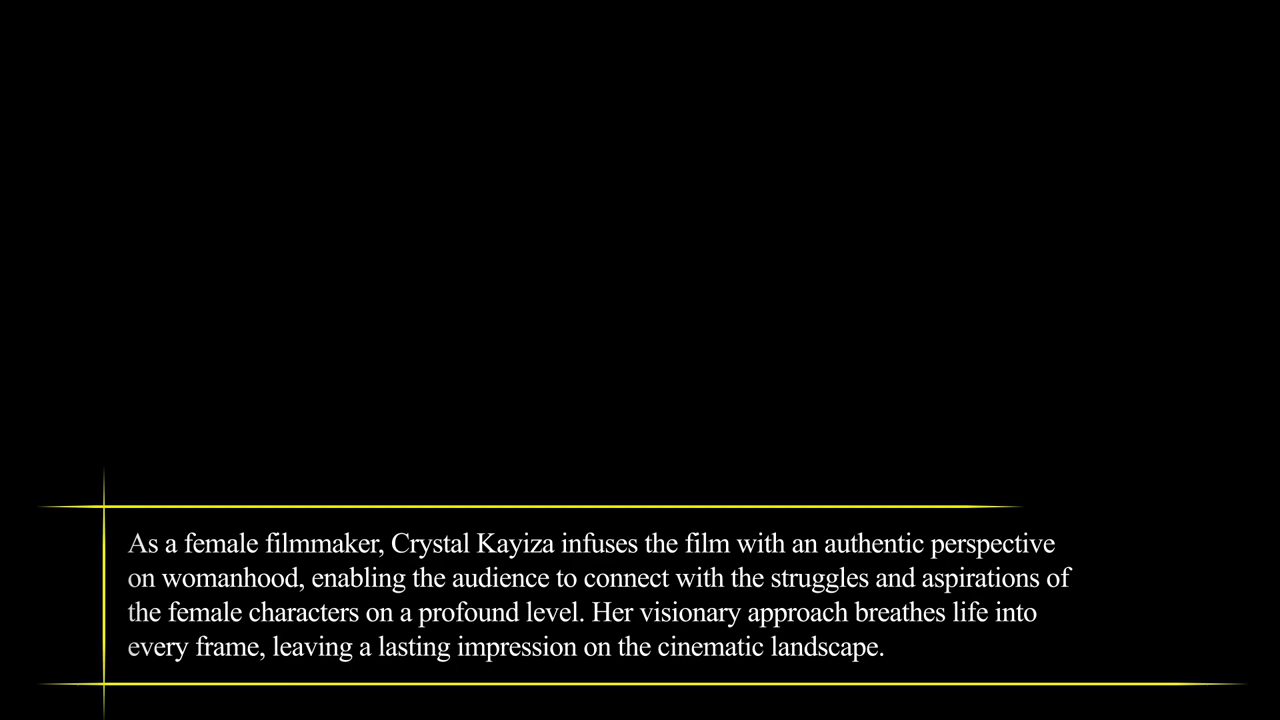 As a female filmmaker, Crystal Kayiza infuses the film with an authentic perspective
on womanhood, enabling the audience to connect with the struggles and aspirations of
the female characters on a profound level. Her visionary approach breathes life into
every frame, leaving a lasting impression on the cinematic landscape.